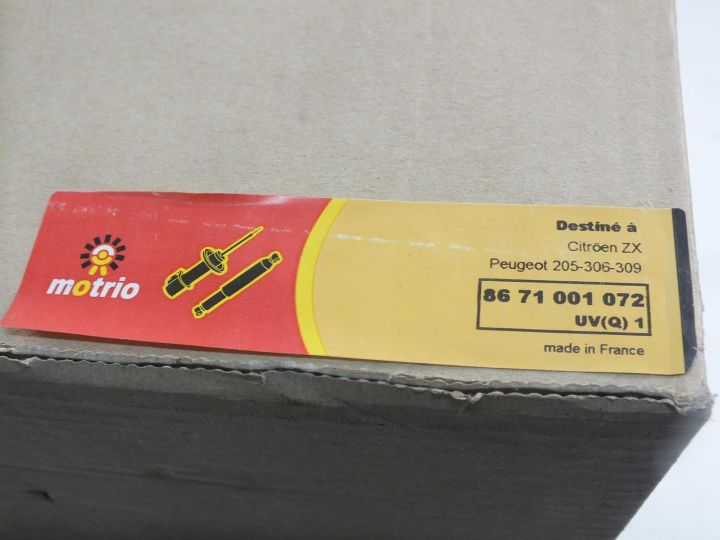 motrio
Destiné à
Citröen ZX
Peugeot 205-306-309
86 71 001 072
UV(Q) 1
made in France